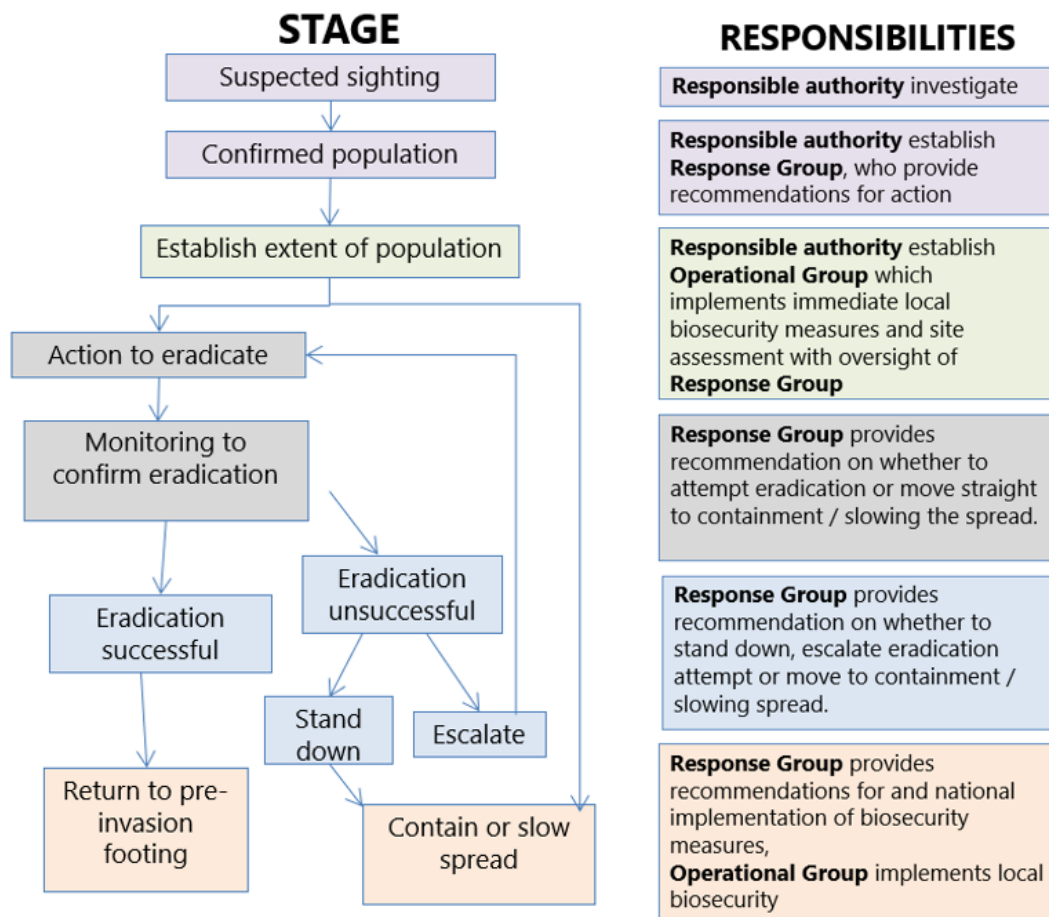 STAGE
Suspected sighting
Confirmed population
Establish extent of population
Action to eradicate
Monitoring to
confirm eradication
Eradication
unsuccessful
Eradication
successful
Stand
down
Escalate
Return to pre-
invasion
footing
Contain or slow
spread
RESPONSIBILITIES
Responsible authority investigate
Responsible authority establish
Response Group, who provide
recommendations for action
Responsible authority establish
Operational Group which
implements immediate local
biosecurity measures and site
assessment with oversight of
Response Group
Response Group provides
recommendation on whether to
attempt eradication or move straight
to containment / slowing the spread.
Response Group provides
recommendation on whether to
stand down, escalate eradication
attempt or move to containment /
slowing spread.
Response Group provides
recommendations for and national
implementation of biosecurity
measures,
Operational Group implements local
biosecurity